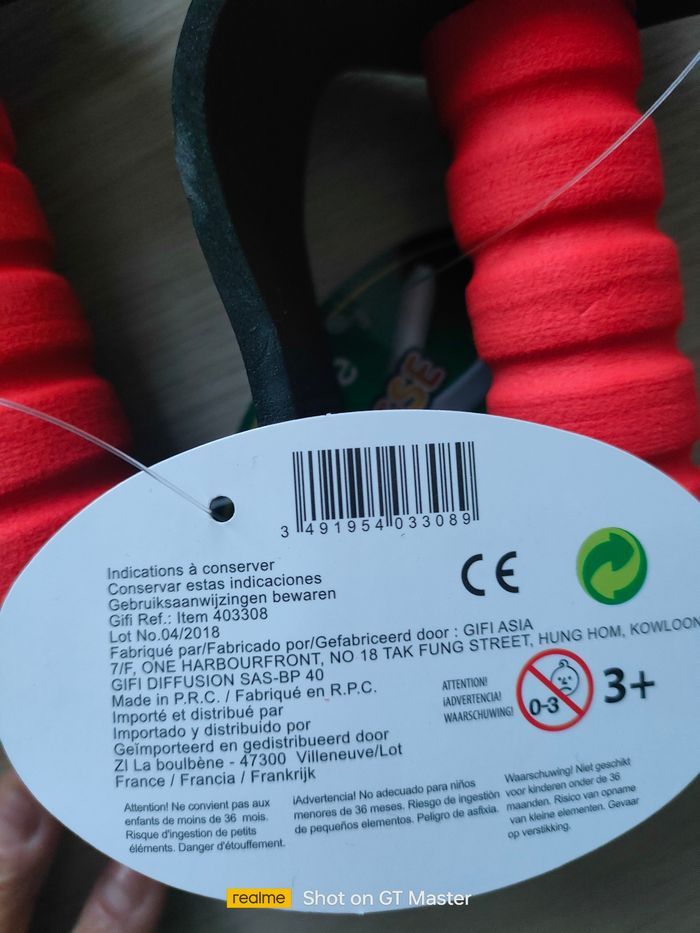 SSE
3 491954 033089
CE
Indications à conserver
Conservar estas indicaciones
Gebruiksaanwijzingen bewaren
Gifi Ref.: Item 403308
Lot No.04/2018
Fabriqué par/Fabricado por/Gefabriceerd door : GIFI ASIA
7/F, ONE HARBOURFRONT, NO 18 TAK FUNG STREET, HUNG HOM, KOWLOON
GIFI DIFFUSION SAS-BP 40
Made in P.R.C. / Fabriqué en R.P.C.
Importé et distribué par
Importado y distribuido por
Geïmporteerd en gedistribueerd door
ZI La boulbène - 47300 Villeneuve/Lot
France / Francia / Frankrijk
ATTENTION!
¡ADVERTENCIA!
WAARSCHUWING!
0-3
3+
Attention! Ne convient pas aux
enfants de moins de 36 mois.
Risque d'ingestion de petits
éléments. Danger d'étouffement.
¡Advertencia! No adecuado para niños
menores de 36 meses. Riesgo de ingestión
de pequeños elementos. Peligro de asfixia.
Waarschuwing! Niet geschikt
voor kinderen onder de 36
maanden. Risico van opname
van kleine elementen. Gevaar
op verstikking.
realme Shot on GT Master